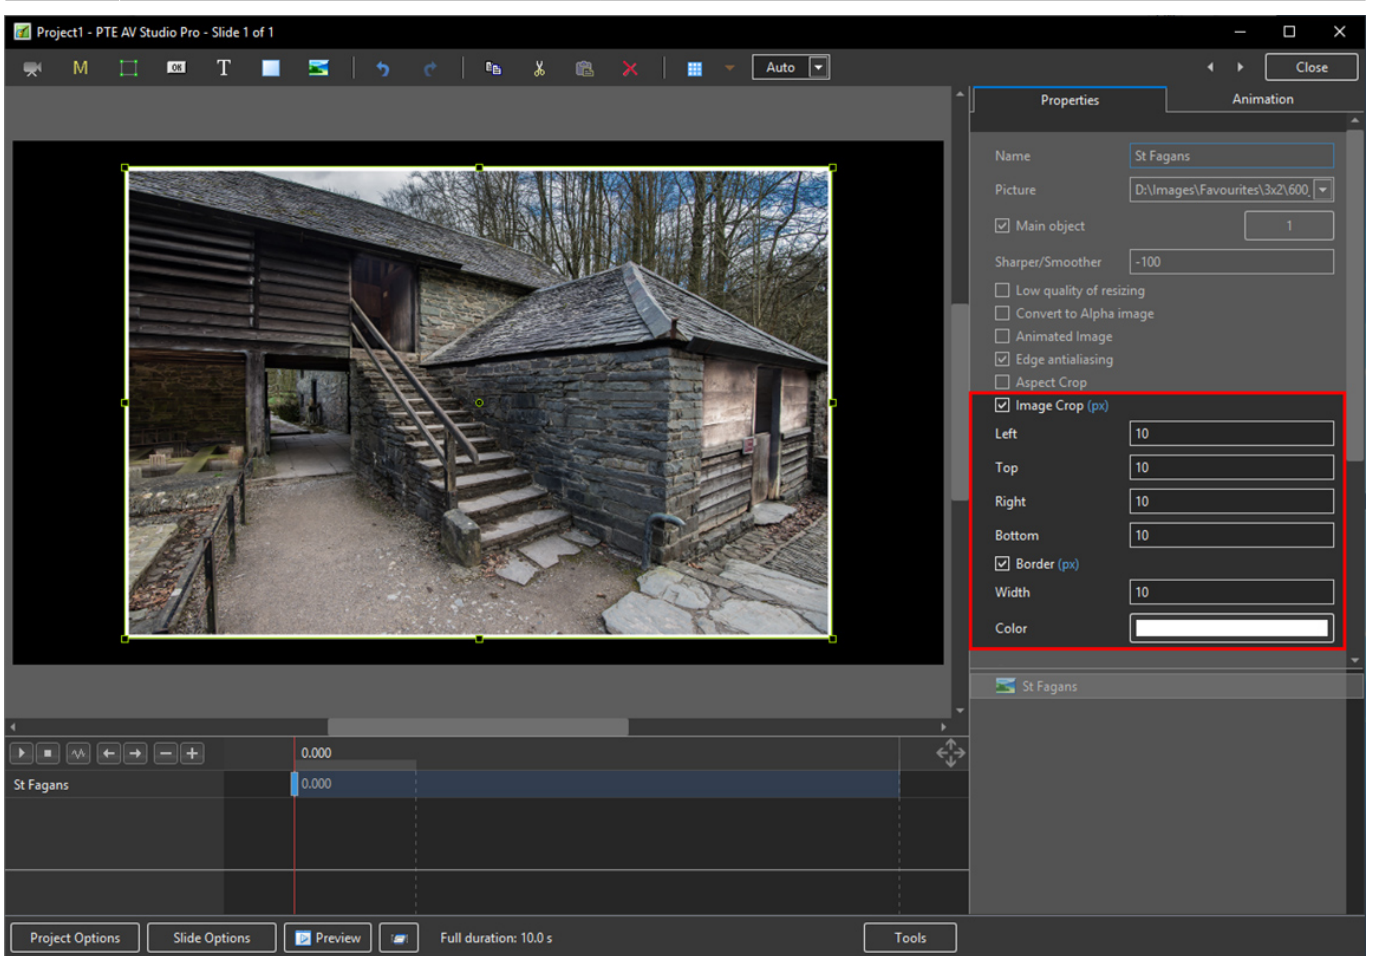 Project1 - PTE AV Studio Pro - Slide 1 of 1
M OK T Auto Close
Properties Animation
Name St Fagans
Picture D:\Images\Favourites\3x2\600_
Main object 1
Sharper/Smoother -100
Low quality of resizing
Convert to Alpha image
Animated Image
Edge antialiasing
Aspect Crop
Image Crop (px)
Left 10
Top 10
Right 10
Bottom 10
Border (px)
Width 10
Color
St Fagans
0.000
St Fagans 0.000
Project Options Slide Options Preview Full duration: 10.0 s Tools